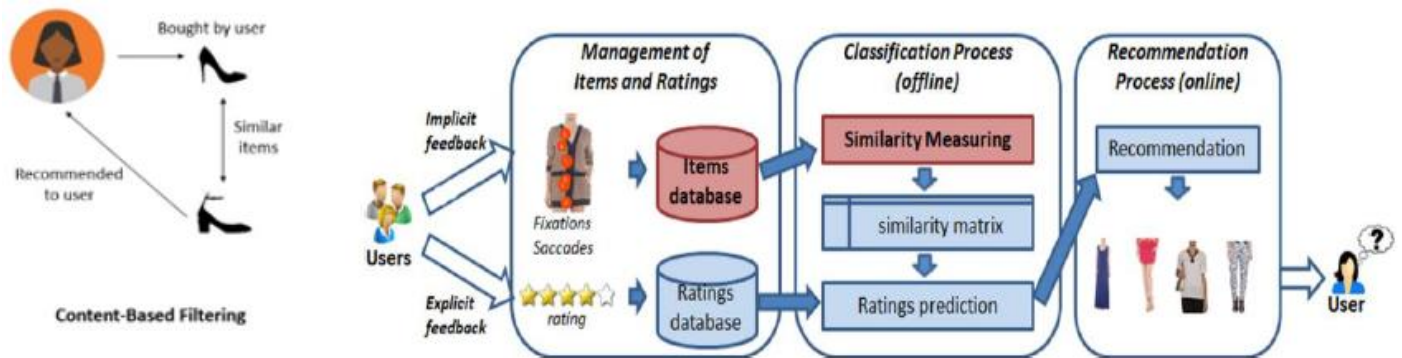 Bought by user
Similar
items
Recommended
to user
Content-Based Filtering
Users
Implicit
feedback
Explicit
feedback
Management of
Items and Ratings
Fixations
Saccades
Items
database
rating
Ratings
database
Classification Process
(offline)
Similarity Measuring
similarity matrix
Ratings prediction
Recommendation
Process (online)
Recommendation
?
User